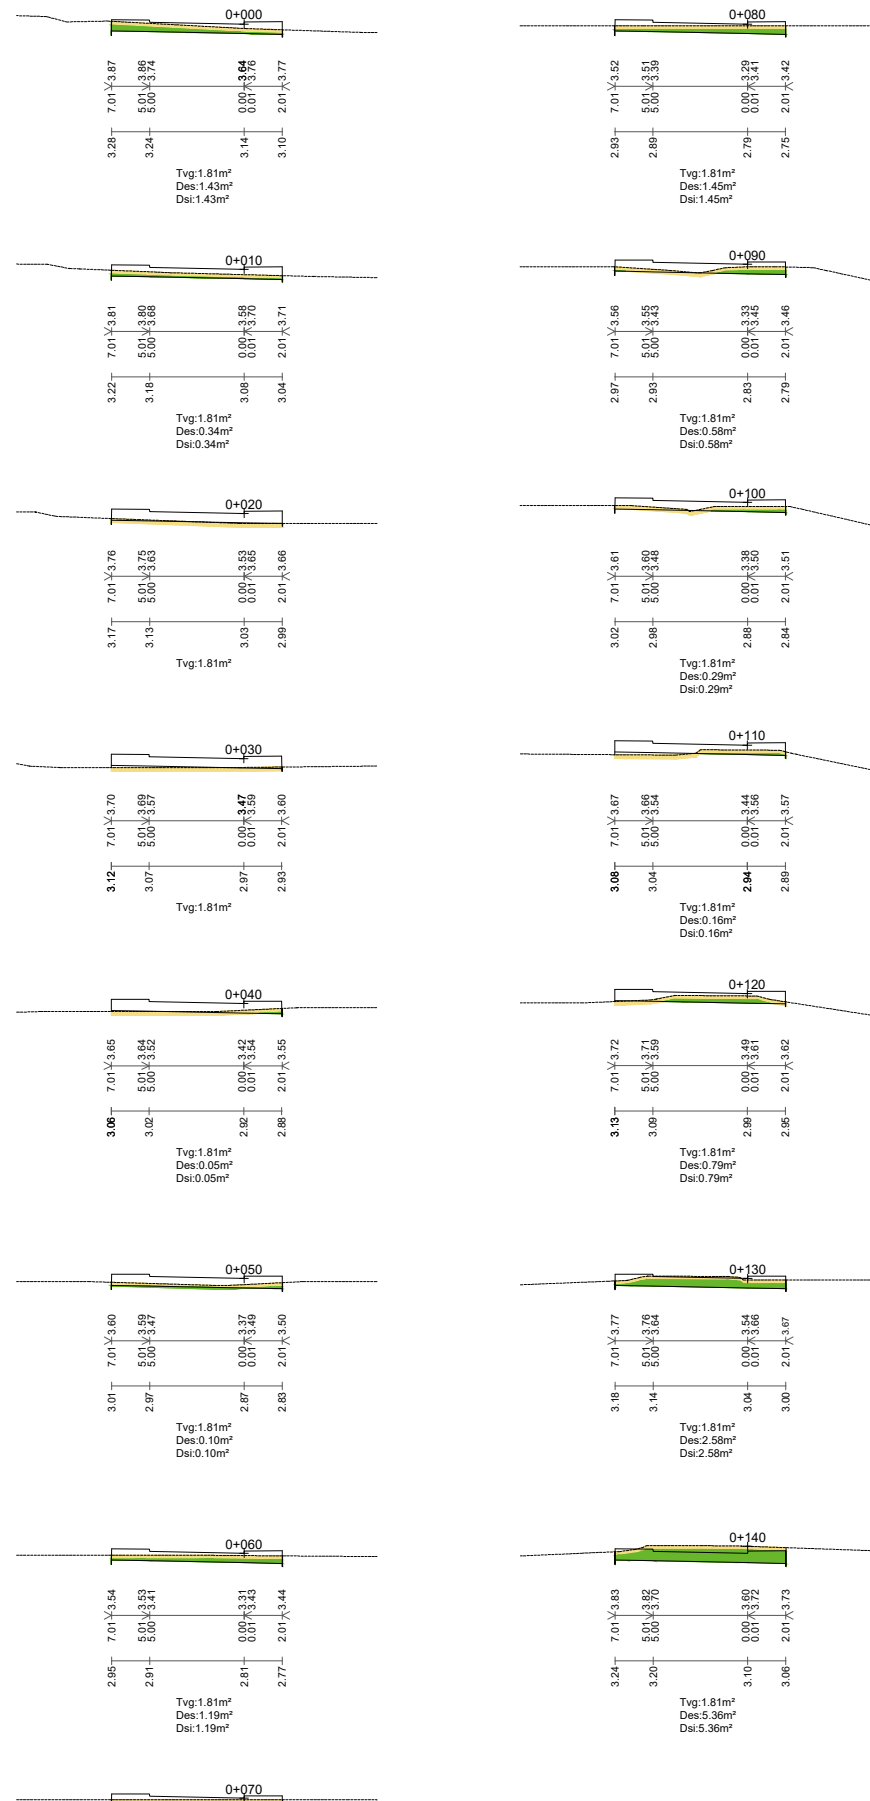 0+000
3.87 3.86 3.74 3.64 3.76 3.77
7.01 5.01 5.00 0.00 0.01 2.01
3.28 3.24 3.14 3.10
Tvg:1.81m²
Des:1.43m²
Dsi:1.43m²
0+010
3.81 3.80 3.68 3.58 3.70 3.71
7.01 5.01 5.00 0.00 0.01 2.01
3.22 3.18 3.08 3.04
Tvg:1.81m²
Des:0.34m²
Dsi:0.34m²
0+020
3.76 3.75 3.63 3.53 3.65 3.66
7.01 5.01 5.00 0.00 0.01 2.01
3.17 3.13 3.03 2.99
Tvg:1.81m²
0+030
3.70 3.69 3.57 3.47 3.59 3.60
7.01 5.01 5.00 0.00 0.01 2.01
3.12 3.07 2.97 2.93
Tvg:1.81m²
0+040
3.65 3.64 3.52 3.42 3.54 3.55
7.01 5.01 5.00 0.00 0.01 2.01
3.06 3.02 2.92 2.88
Tvg:1.81m²
Des:0.05m²
Dsi:0.05m²
0+050
3.60 3.59 3.47 3.37 3.49 3.50
7.01 5.01 5.00 0.00 0.01 2.01
3.01 2.97 2.87 2.83
Tvg:1.81m²
Des:0.10m²
Dsi:0.10m²
0+060
3.54 3.53 3.41 3.31 3.43 3.44
7.01 5.01 5.00 0.00 0.01 2.01
2.95 2.91 2.81 2.77
Tvg:1.81m²
Des:1.19m²
Dsi:1.19m²
0+070
0+080
3.52 3.51 3.39 3.29 3.41 3.42
7.01 5.01 5.00 0.00 0.01 2.01
2.93 2.89 2.79 2.75
Tvg:1.81m²
Des:1.45m²
Dsi:1.45m²
0+090
3.56 3.55 3.43 3.33 3.45 3.46
7.01 5.01 5.00 0.00 0.01 2.01
2.97 2.93 2.83 2.79
Tvg:1.81m²
Des:0.58m²
Dsi:0.58m²
0+100
3.61 3.60 3.48 3.38 3.50 3.51
7.01 5.01 5.00 0.00 0.01 2.01
3.02 2.98 2.88 2.84
Tvg:1.81m²
Des:0.29m²
Dsi:0.29m²
0+110
3.67 3.66 3.54 3.44 3.56 3.57
7.01 5.01 5.00 0.00 0.01 2.01
3.08 3.04 2.94 2.89
Tvg:1.81m²
Des:0.16m²
Dsi:0.16m²
0+120
3.72 3.71 3.59 3.49 3.61 3.62
7.01 5.01 5.00 0.00 0.01 2.01
3.13 3.09 2.99 2.95
Tvg:1.81m²
Des:0.79m²
Dsi:0.79m²
0+130
3.77 3.76 3.64 3.54 3.66 3.67
7.01 5.01 5.00 0.00 0.01 2.01
3.18 3.14 3.04 3.00
Tvg:1.81m²
Des:2.58m²
Dsi:2.58m²
0+140
3.83 3.82 3.70 3.60 3.72 3.73
7.01 5.01 5.00 0.00 0.01 2.01
3.24 3.20 3.10 3.06
Tvg:1.81m²
Des:5.36m²
Dsi:5.36m²